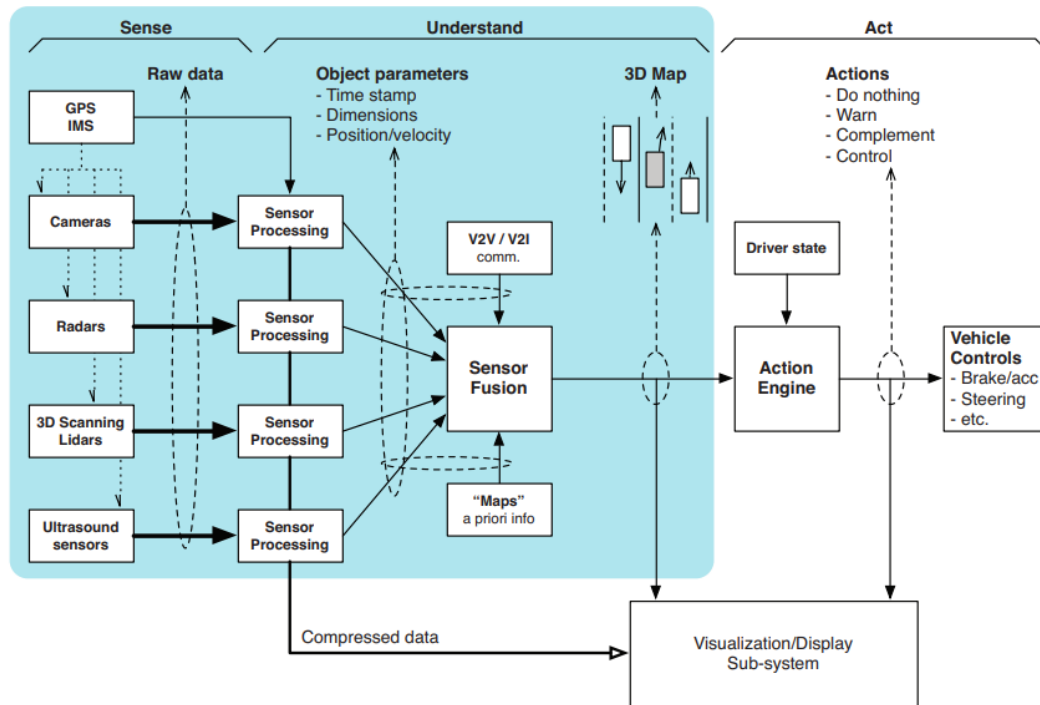 Sense
Understand
Act
Raw data
Object parameters
- Time stamp
- Dimensions
- Position/velocity
3D Map
Actions
- Do nothing
- Warn
- Complement
- Control
GPS
IMS
Cameras
Sensor
Processing
V2V / V2I
comm.
Driver state
Radars
Sensor
Processing
Sensor
Fusion
Action
Engine
Vehicle
Controls
- Brake/acc
- Steering
- etc.
3D Scanning
Lidars
Sensor
Processing
“Maps”
a priori info
Ultrasound
sensors
Sensor
Processing
Compressed data
Visualization/Display
Sub-system